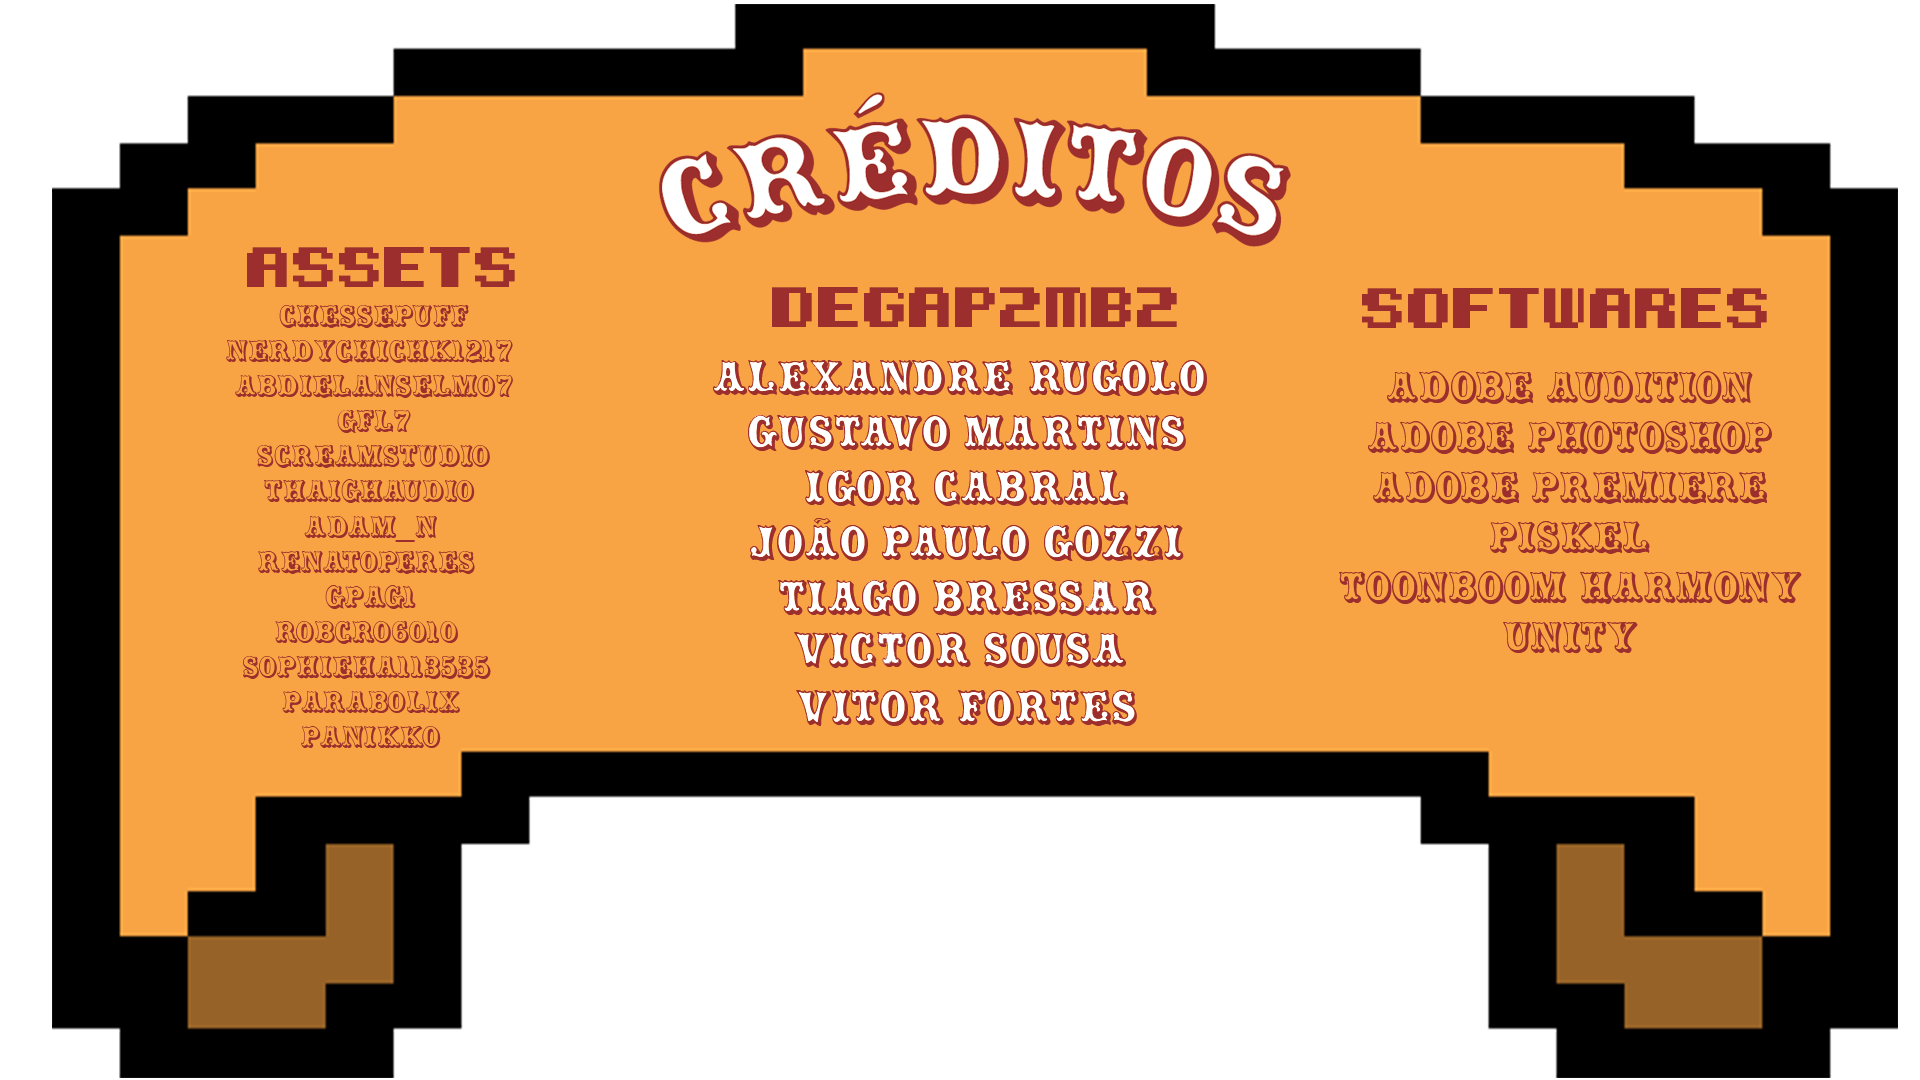 CRÉDITOS
ASSETS
CHESSEPUFF
NERDYCHICHK1217
ABDIELANSELMO7
GFL7
SCREAMSTUDIO
THAIGHAUDIO
ADAM_N
RENATOPERES
GPAG1
ROBCRO6010
SOPHIEHA113535
PARABOLIX
PANIKKO
DEGAP2MB2
ALEXANDRE RUGOLO
GUSTAVO MARTINS
IGOR CABRAL
JOÃO PAULO GOZZI
TIAGO BRESSAR
VICTOR SOUSA
VITOR FORTES
SOFTWARES
ADOBE AUDITION
ADOBE PHOTOSHOP
ADOBE PREMIERE
PISKEL
TOONBOOM HARMONY
UNITY